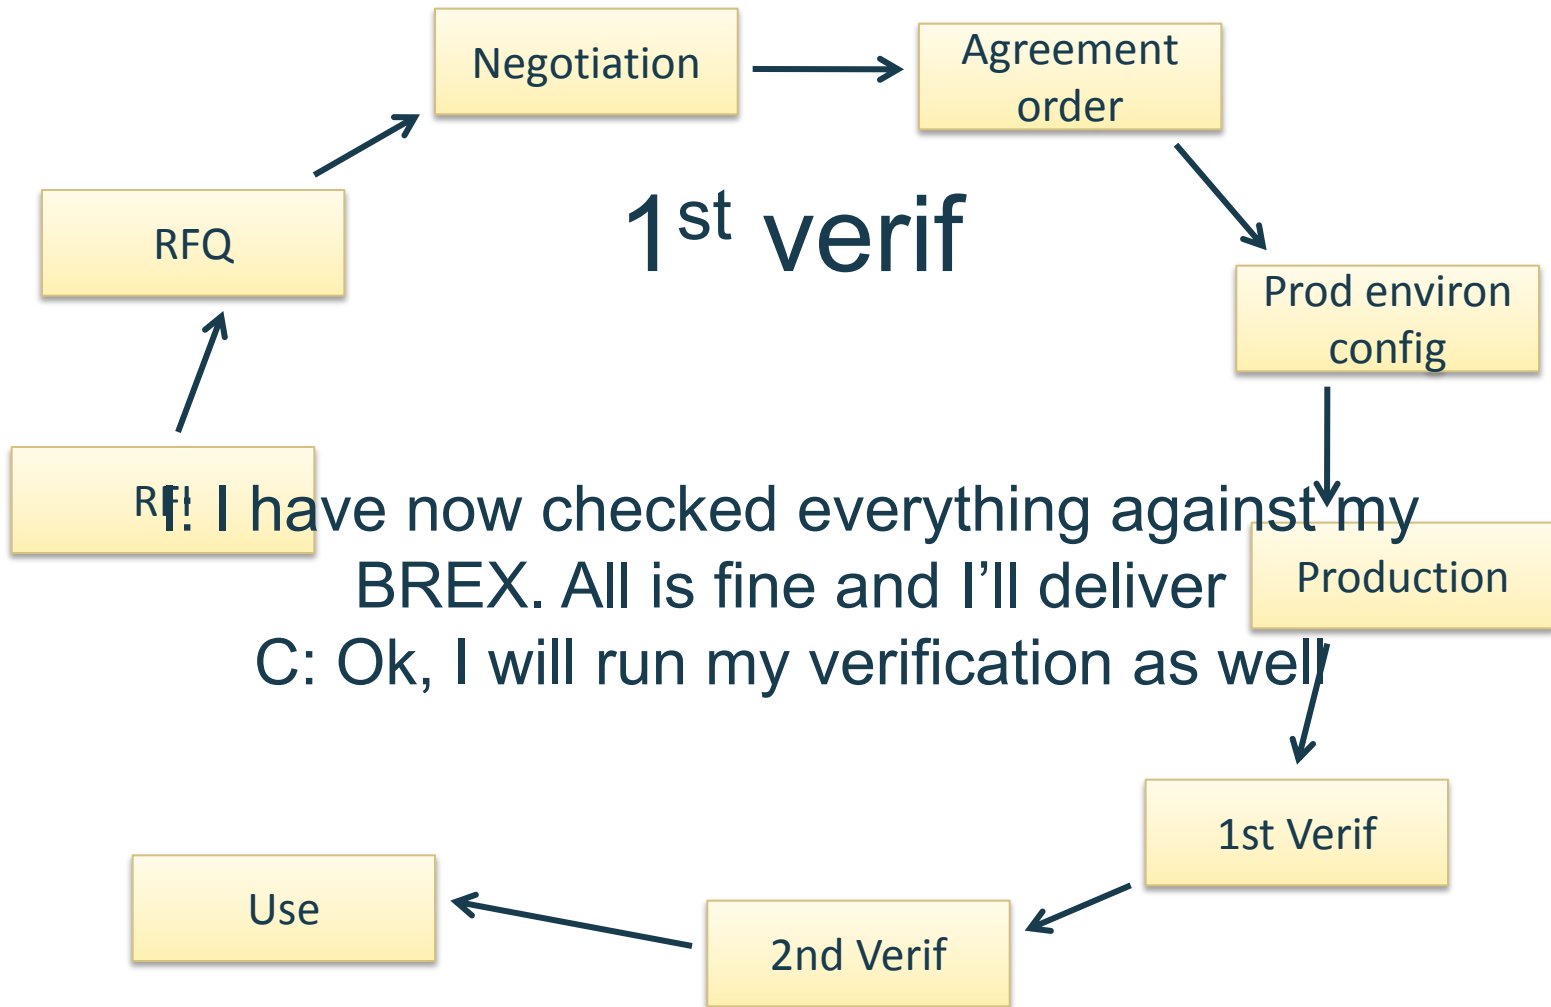 Negotiation
Agreement
order
RFQ
1st verif
Prod environ
config
RFI
I: I have now checked everything against my
BREX. All is fine and I’ll deliver
C: Ok, I will run my verification as well
Production
1st Verif
Use
2nd Verif